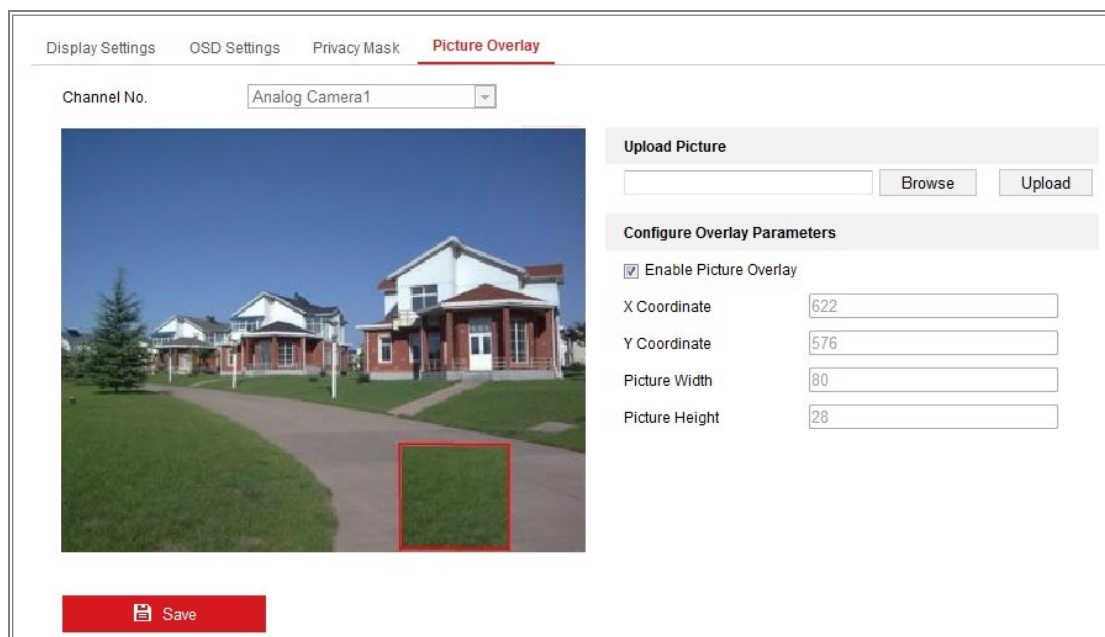 Display Settings OSD Settings Privacy Mask Picture Overlay
Channel No. Analog Camera1
Upload Picture
Browse Upload
Configure Overlay Parameters
Enable Picture Overlay
X Coordinate 622
Y Coordinate 576
Picture Width 80
Picture Height 28
Save